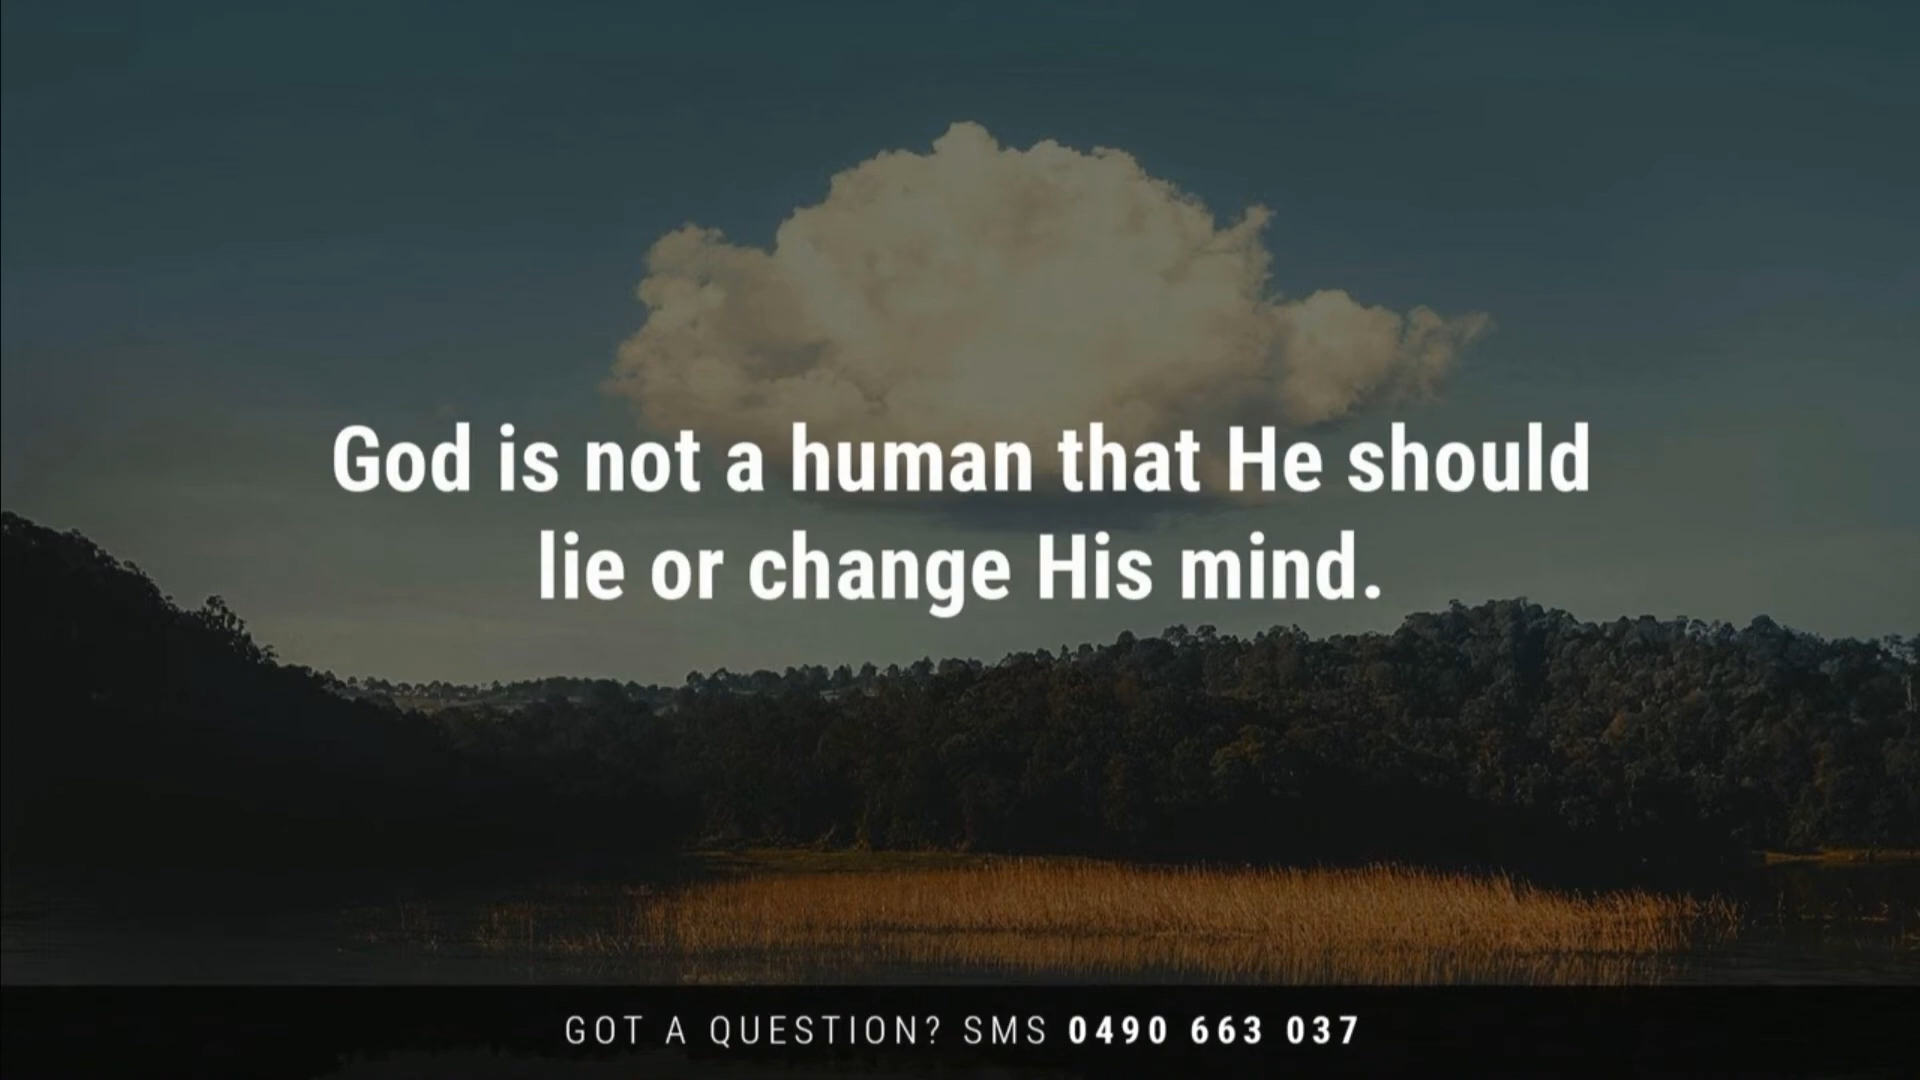 God is not a human that He should
lie or change His mind.
GOT A QUESTION? SMS 0490 663 037